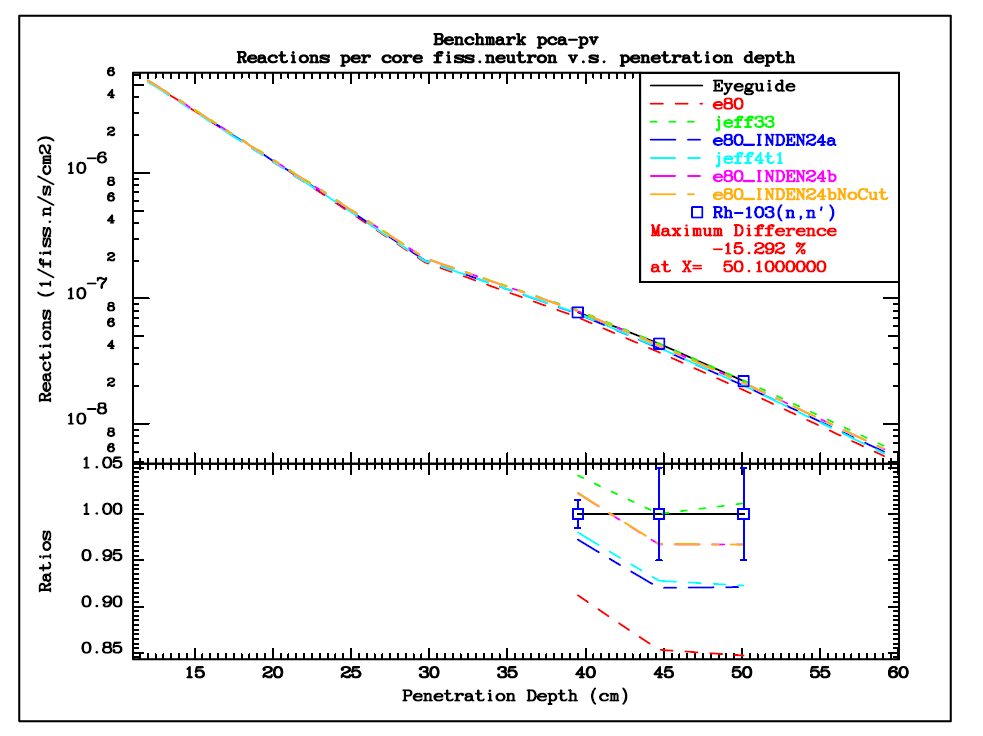 Benchmark pca-pv
Reactions per core fiss.neutron v.s. penetration depth
Eyeguide
e80
jeff33
e80_INDEN24a
jeff4t1
e80_INDEN24b
e80_INDEN24bNoCut
Rh-103(n,n')
Maximum Difference
-15.292 %
at X= 50.1000000
Reactions (1/fiss.n/s/cm2)
6
4
2
10-6
8
6
4
2
10-7
8
6
4
2
10-8
8
6
Ratios
1.05
1.00
0.95
0.90
0.85
15 20 25 30 35 40 45 50 55 60
Penetration Depth (cm)